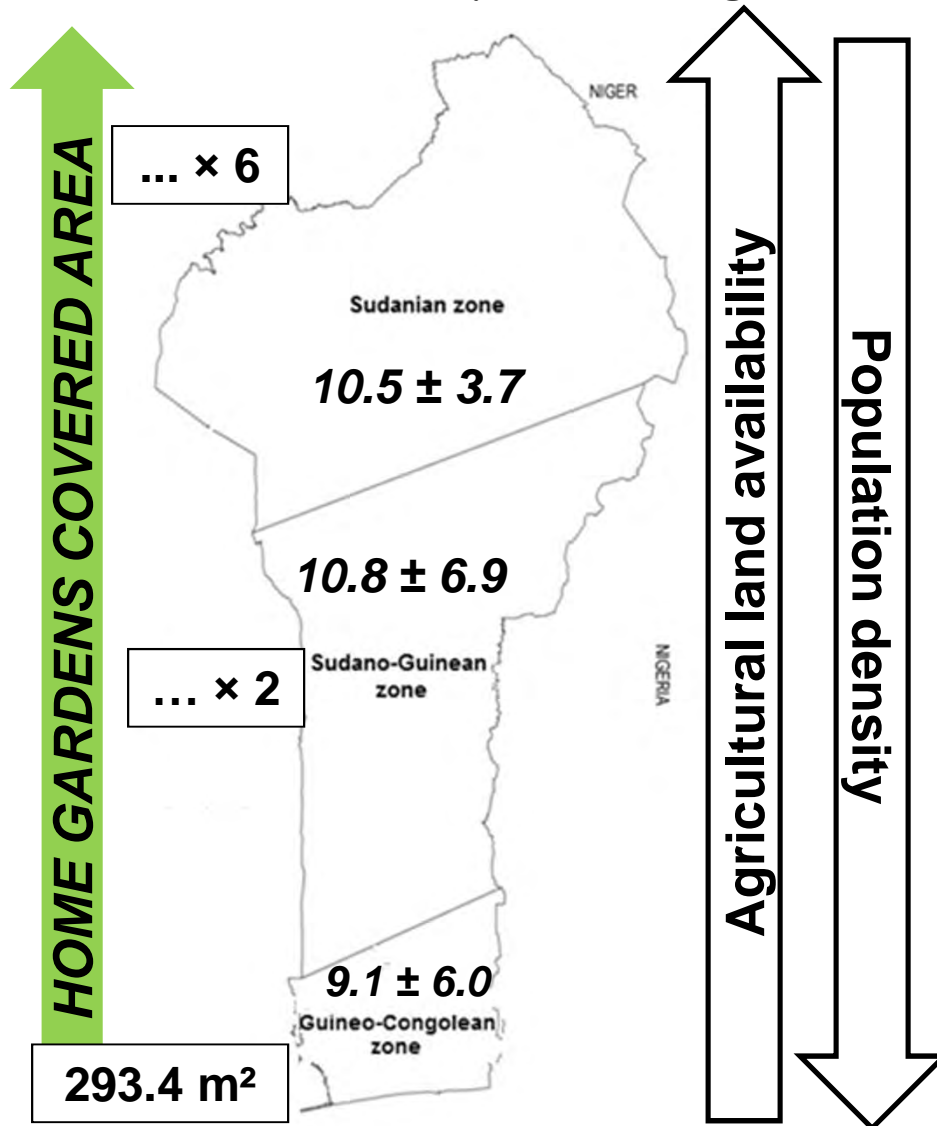 NIGER
... × 6
HOME GARDENS COVERED AREA
Sudanian zone
10.5 ± 3.7
Agricultural land availability
Population density
10.8 ± 6.9
Sudano-Guinean
zone
… × 2
NIGERIA
9.1 ± 6.0
Guineo-Congolean
zone
293.4 m²